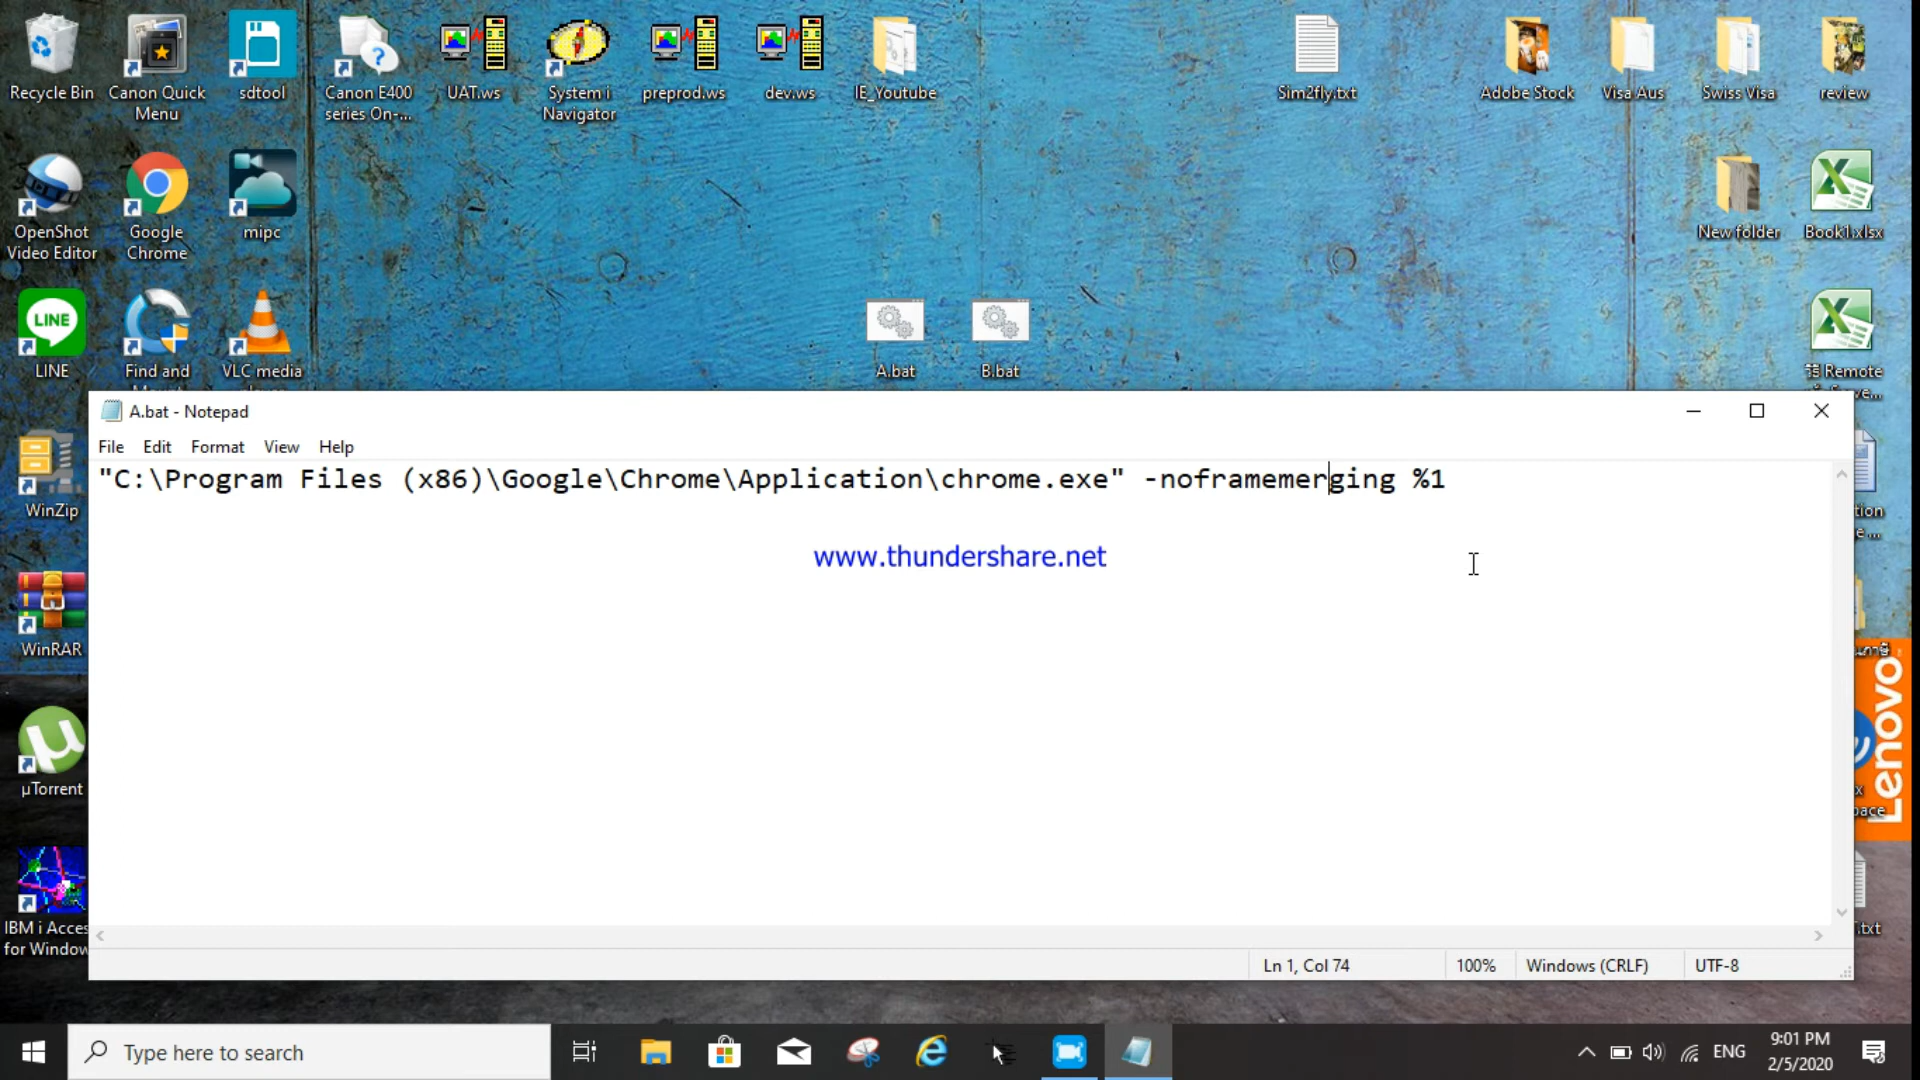 Recycle Bin
Canon Quick
Menu
sdtool
Canon E400
series On-...
UAT.ws
System i
Navigator
preprod.ws
dev.ws
IE_Youtube
Sim2fly.txt
Adobe Stock
Visa Aus
Swiss Visa
review
OpenShot
Video Editor
Google
Chrome
mipc
New folder
Book1.xlsx
LINE
LINE
Find and
VLC media
A.bat
B.bat
Remote
A.bat - Notepad
File Edit Format View Help
"C:\Program Files (x86)\Google\Chrome\Application\chrome.exe" -noframemerging %1
www.thundershare.net
WinZip
WinRAR
µTorrent
IBM i Acces
for Window
Lenovo
.txt
Ln 1, Col 74
100%
Windows (CRLF)
UTF-8
Type here to search
ENG
9:01 PM
2/5/2020